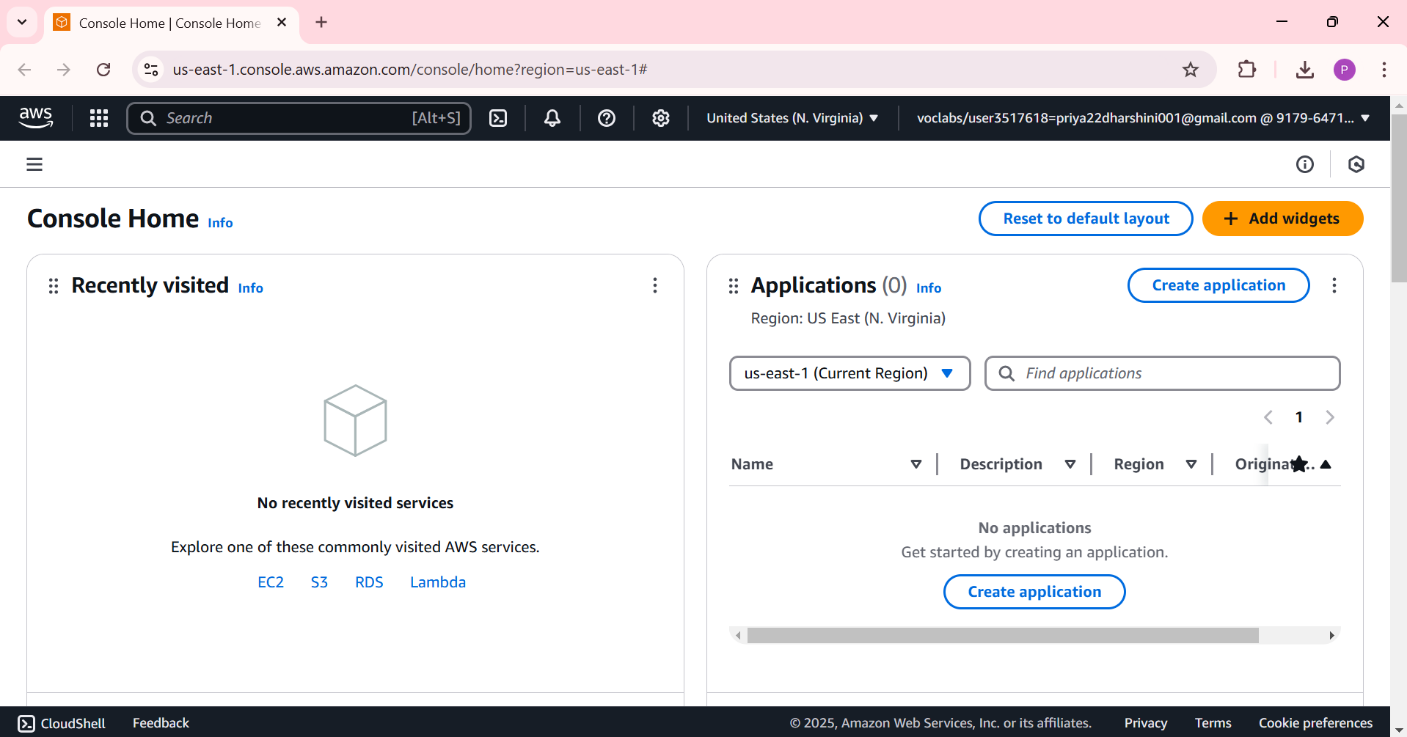 Console Home | Console Home
us-east-1.console.aws.amazon.com/console/home?region=us-east-1#
P
aws
Search [Alt+S]
United States (N. Virginia)
voclabs/user3517618=priya22dharshini001@gmail.com @ 9179-6471...
Console Home Info
Reset to default layout
+ Add widgets
Recently visited Info
No recently visited services
Explore one of these commonly visited AWS services.
EC2 S3 RDS Lambda
Applications (0) Info
Create application
Region: US East (N. Virginia)
us-east-1 (Current Region)
Find applications
1
Name Description Region Originat...
No applications
Get started by creating an application.
Create application
CloudShell Feedback
© 2025, Amazon Web Services, Inc. or its affiliates. Privacy Terms Cookie preferences